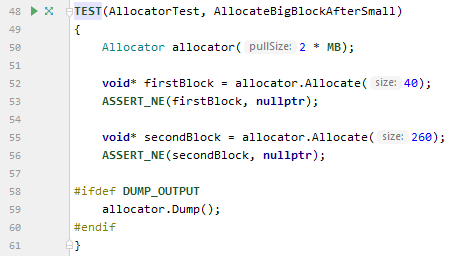 48 TEST(AllocatorTest, AllocateBigBlockAfterSmall)
49 {
50 Allocator allocator( pullSize: 2 * MB);
51
52 void* firstBlock = allocator.Allocate( size: 40);
53 ASSERT_NE(firstBlock, nullptr);
54
55 void* secondBlock = allocator.Allocate( size: 260);
56 ASSERT_NE(secondBlock, nullptr);
57
58 #ifdef DUMP_OUTPUT
59 allocator.Dump();
60 #endif
61 }